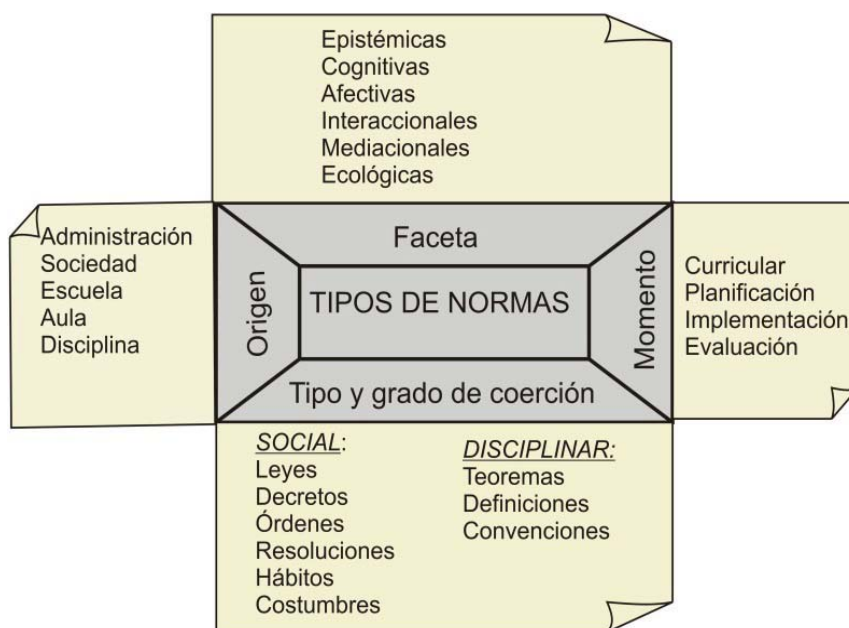 Epistémicas
Cognitivas
Afectivas
Interaccionales
Mediacionales
Ecológicas
Administración
Sociedad
Escuela
Aula
Disciplina
Origen
Faceta
TIPOS DE NORMAS
Momento
Curricular
Planificación
Implementación
Evaluación
Tipo y grado de coerción
SOCIAL:
Leyes
Decretos
Órdenes
Resoluciones
Hábitos
Costumbres
DISCIPLINAR:
Teoremas
Definiciones
Convenciones